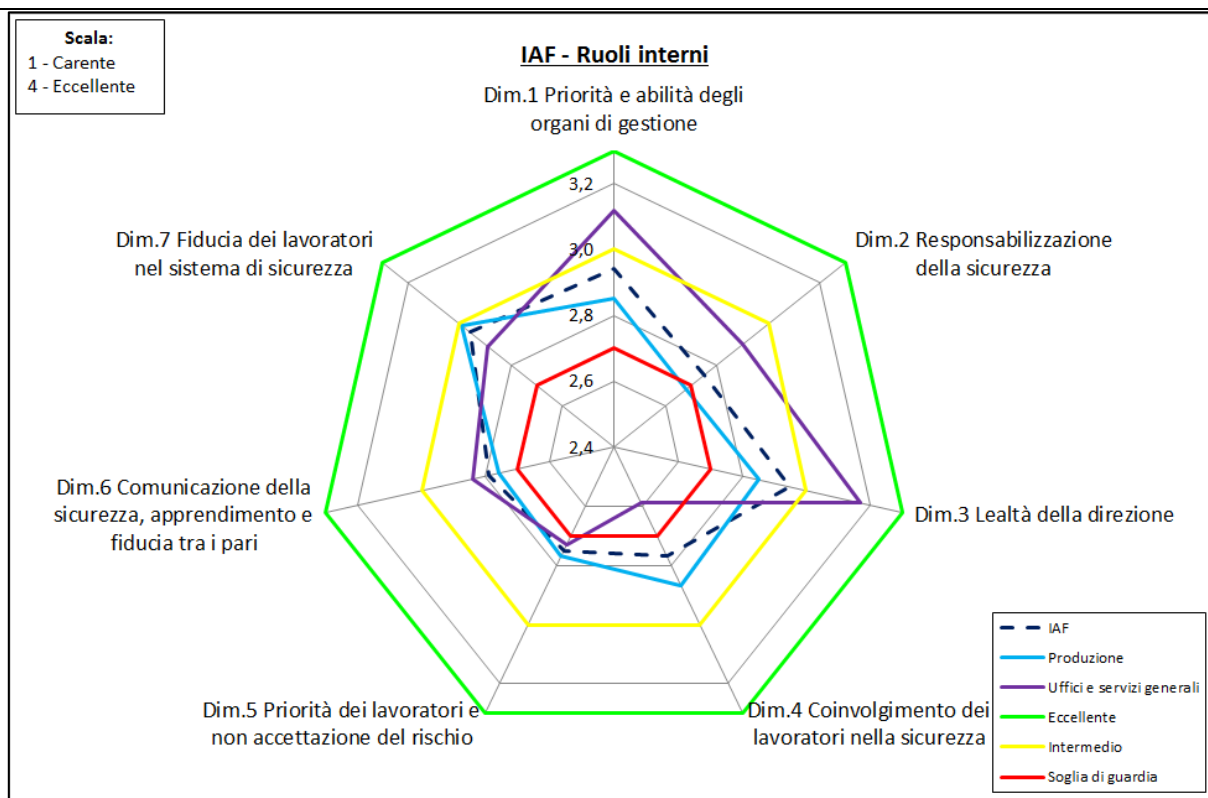 Scala:
1 - Carente
4 - Eccellente
IAF - Ruoli interni
Dim.1 Priorità e abilità degli
organi di gestione
Dim.2 Responsabilizzazione
della sicurezza
Dim.3 Lealtà della direzione
Dim.4 Coinvolgimento dei
lavoratori nella sicurezza
Dim.5 Priorità dei lavoratori e
non accettazione del rischio
Dim.6 Comunicazione della
sicurezza, apprendimento e
fiducia tra i pari
Dim.7 Fiducia dei lavoratori
nel sistema di sicurezza
3,2
3,0
2,8
2,6
2,4
IAF
Produzione
Uffici e servizi generali
Eccellente
Intermedio
Soglia di guardia